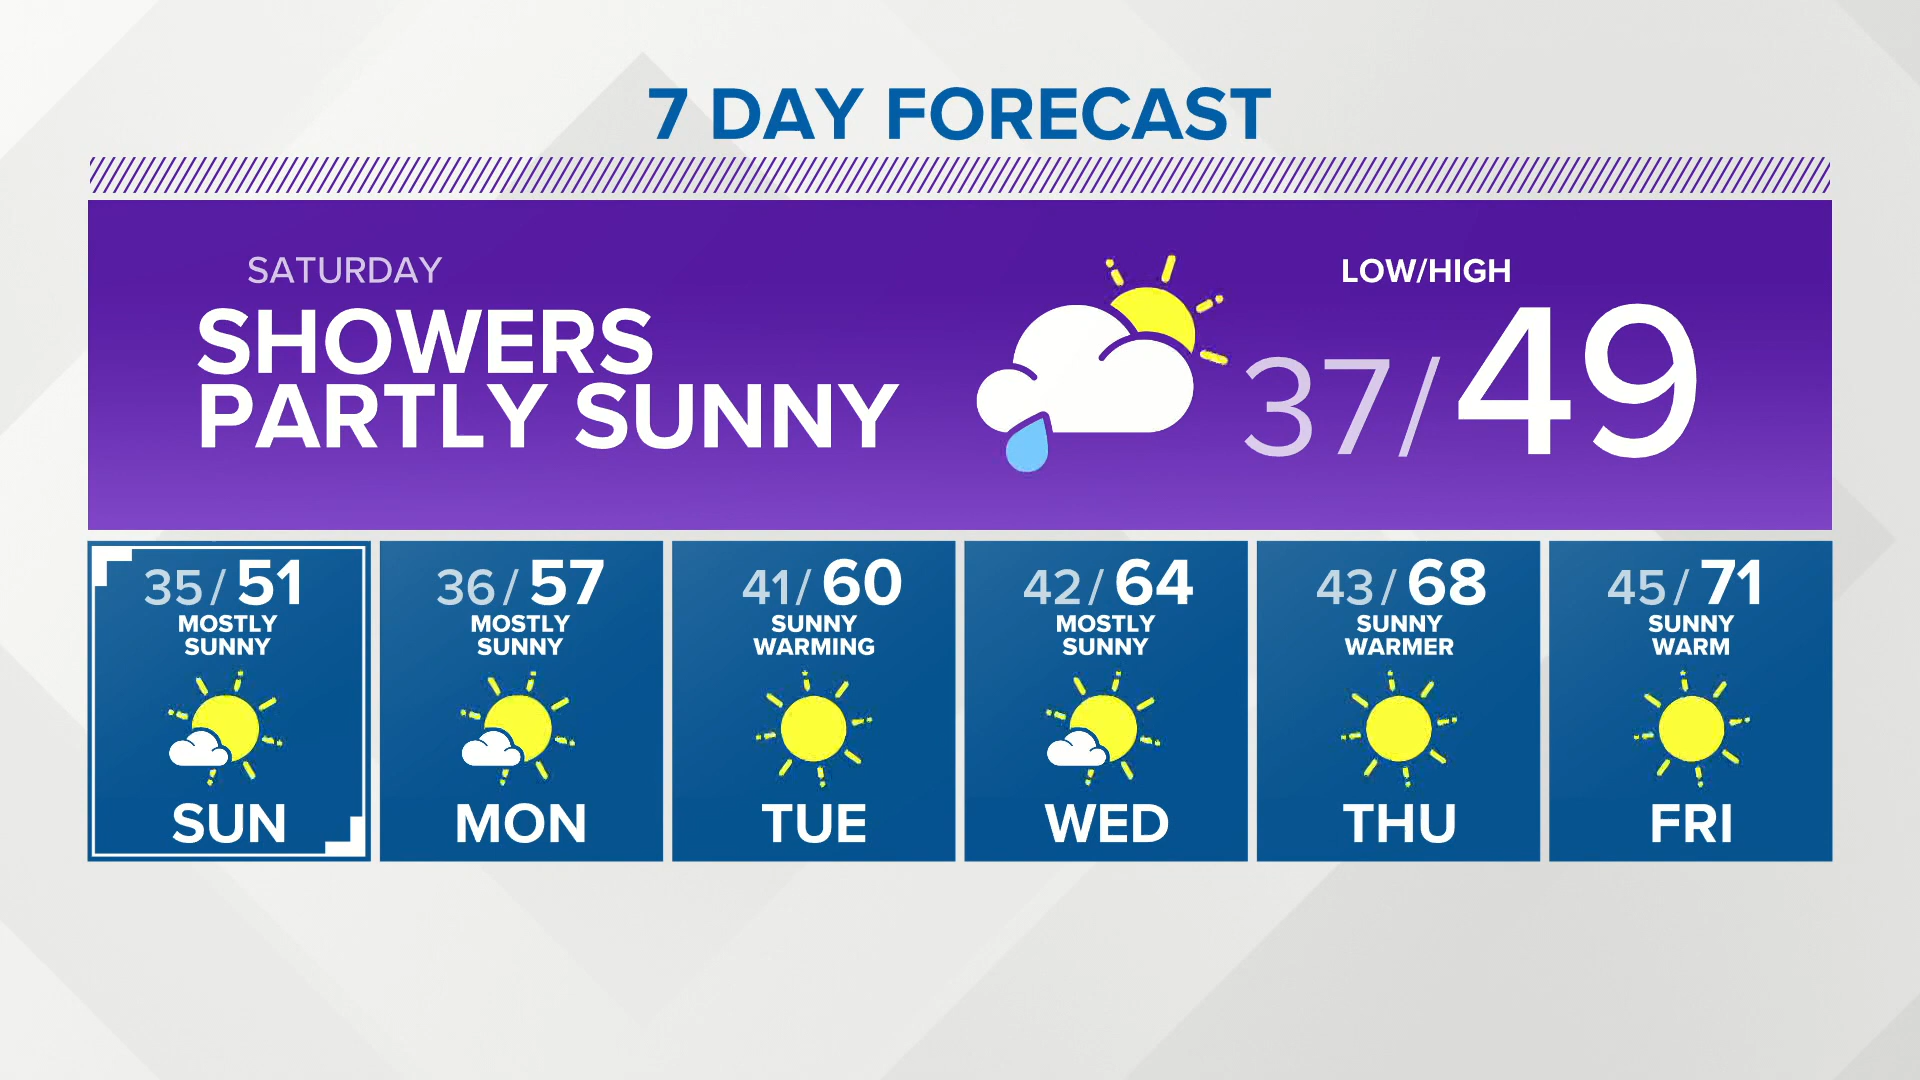 7 DAY FORECAST
SATURDAY
SHOWERS
PARTLY SUNNY
LOW/HIGH
37/49
35/51
MOSTLY
SUNNY
SUN
36/57
MOSTLY
SUNNY
MON
41/60
SUNNY
WARMING
TUE
42/64
MOSTLY
SUNNY
WED
43/68
SUNNY
WARMER
THU
45/71
SUNNY
WARM
FRI